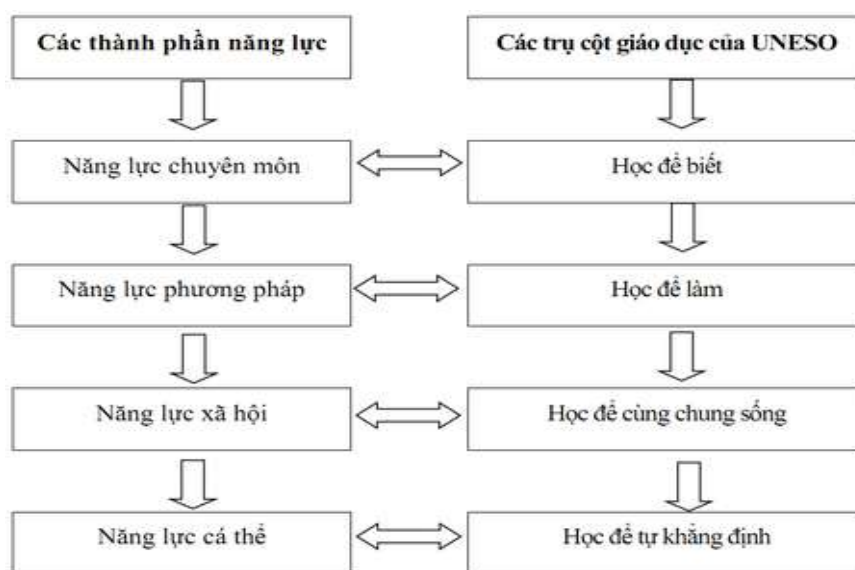 Các thành phần năng lực
Các trụ cột giáo dục của UNESO
Năng lực chuyên môn
Học để biết
Năng lực phương pháp
Học để làm
Năng lực xã hội
Học để cùng chung sống
Năng lực cá thể
Học để tự khẳng định